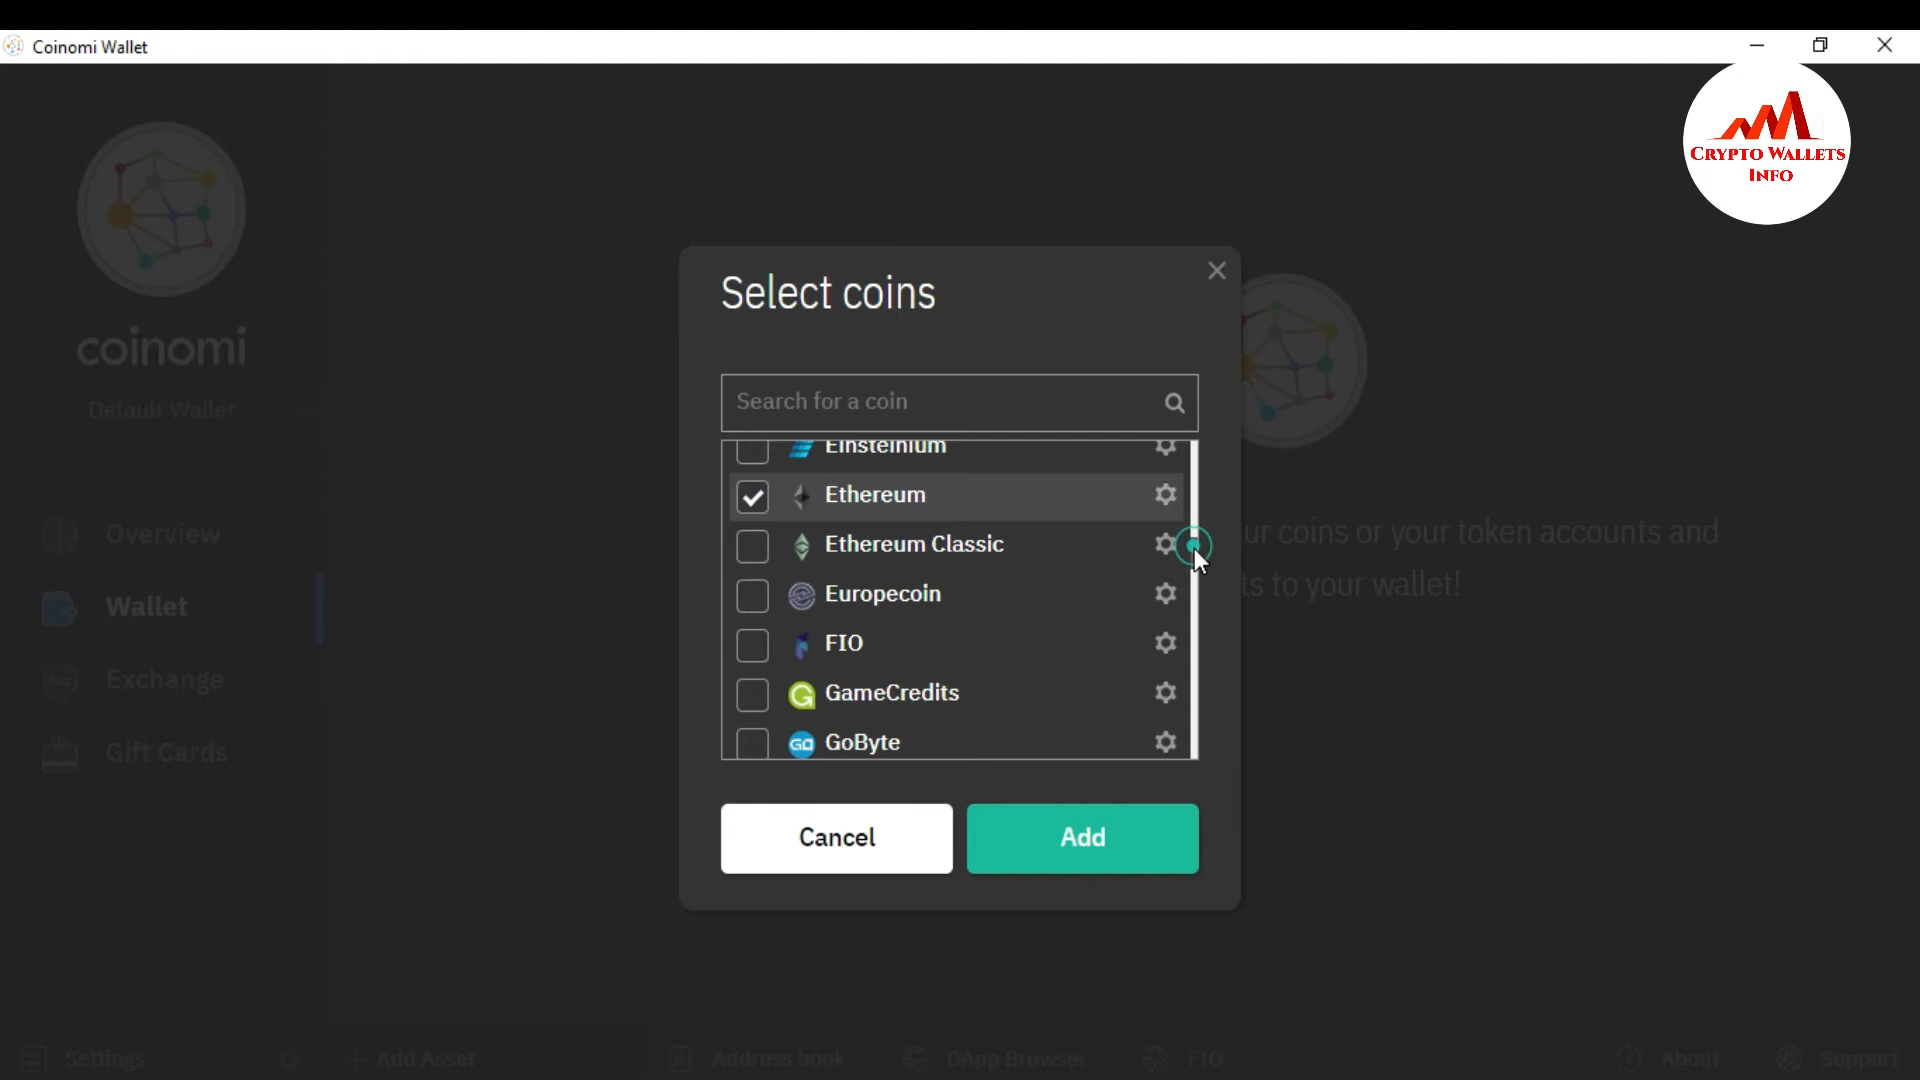 Coinomi Wallet
CRYPTO WALLETS
INFO
coinomi
Default Wallet
Overview
Wallet
Exchange
Gift Cards
Select coins
Search for a coin
Einsteinium
Ethereum
Ethereum Classic
Europecoin
FIO
GameCredits
GoByte
Cancel
Add
ur coins or your token accounts and
ts to your wallet!
Settings
Add Asset
Address book
DApp Browser
FIO
About
Support